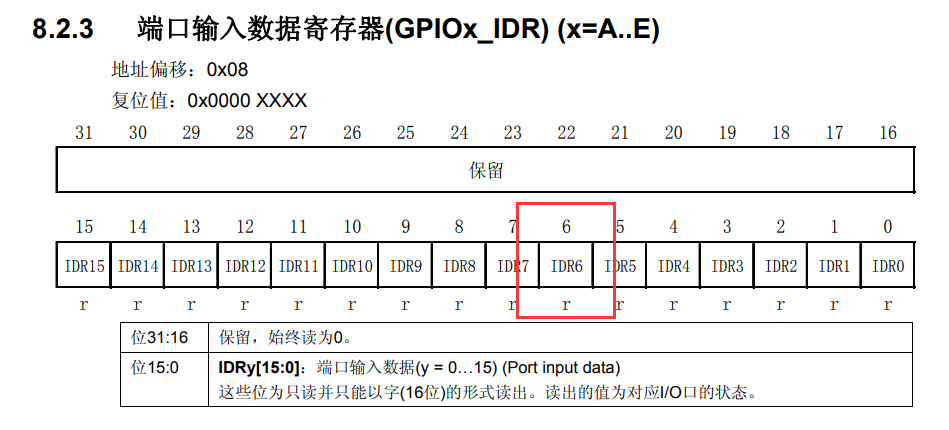 8.2.3 端口输入数据寄存器(GPIOx_IDR) (x=A..E)
地址偏移：0x08
复位值：0x0000 XXXX
31 30 29 28 27 26 25 24 23 22 21 20 19 18 17 16
保留
15 14 13 12 11 10 9 8 7 6 5 4 3 2 1 0
IDR15 IDR14 IDR13 IDR12 IDR11 IDR10 IDR9 IDR8 IDR7 IDR6 IDR5 IDR4 IDR3 IDR2 IDR1 IDR0
r r r r r r r r r r r r r r r r
位31:16 保留，始终读为0。
位15:0 IDRy[15:0]：端口输入数据(y = 0…15) (Port input data)
这些位为只读并只能以字(16位)的形式读出。读出的值为对应I/O口的状态。